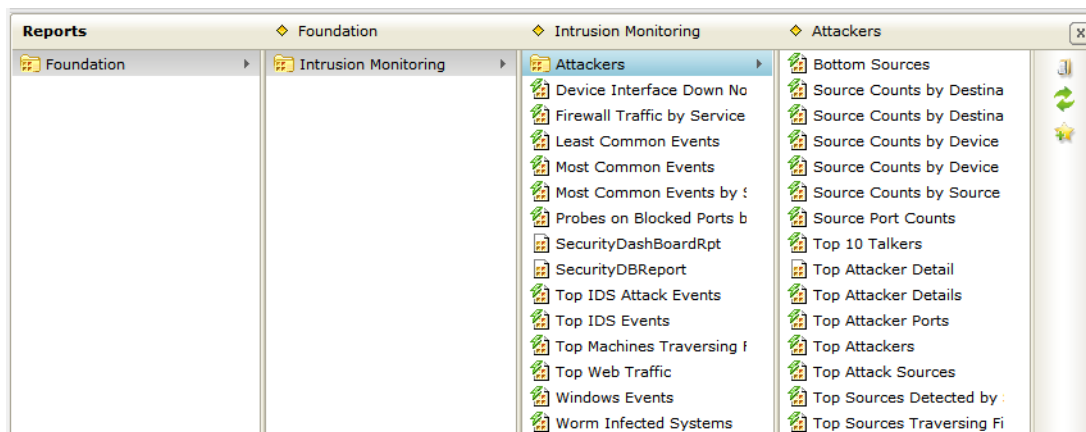 Reports
Foundation
Intrusion Monitoring
Attackers
Foundation
Intrusion Monitoring
Attackers
Device Interface Down No
Firewall Traffic by Service
Least Common Events
Most Common Events
Most Common Events by
Probes on Blocked Ports b
SecurityDashBoardRpt
SecurityDBReport
Top IDS Attack Events
Top IDS Events
Top Machines Traversing
Top Web Traffic
Windows Events
Worm Infected Systems
Bottom Sources
Source Counts by Destina
Source Counts by Destina
Source Counts by Device
Source Counts by Device
Source Counts by Source
Source Port Counts
Top 10 Talkers
Top Attacker Detail
Top Attacker Details
Top Attacker Ports
Top Attackers
Top Attack Sources
Top Sources Detected by
Top Sources Traversing Fi